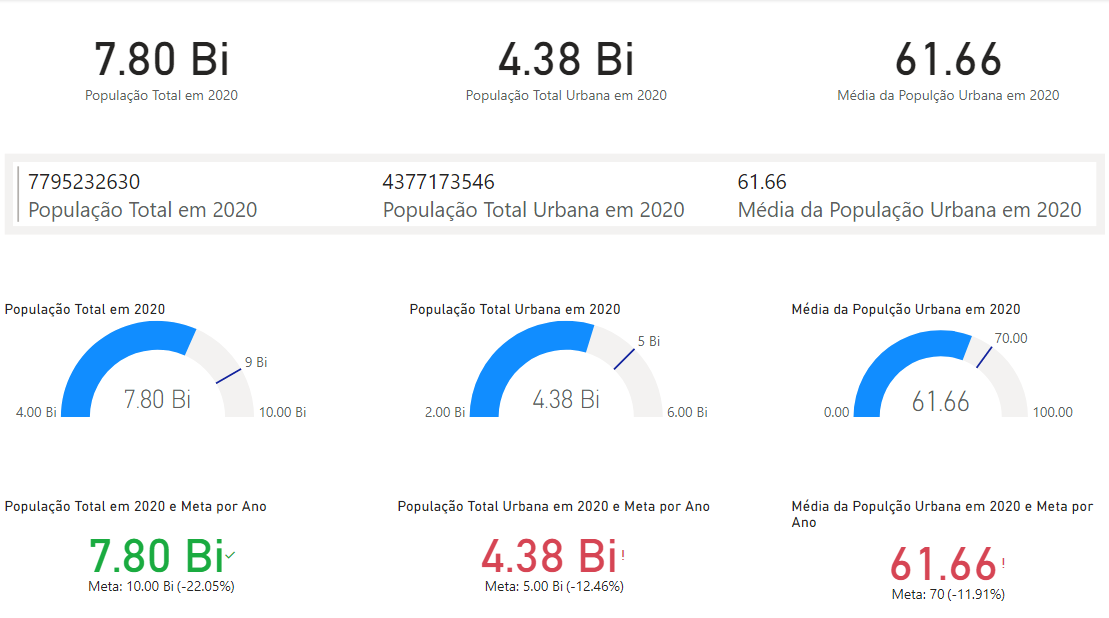 7.80 Bi
População Total em 2020
4.38 Bi
População Total Urbana em 2020
61.66
Média da Populção Urbana em 2020
7795232630
População Total em 2020
4377173546
População Total Urbana em 2020
61.66
Média da População Urbana em 2020
População Total em 2020
9 Bi
7.80 Bi
4.00 Bi
10.00 Bi
População Total Urbana em 2020
5 Bi
4.38 Bi
2.00 Bi
6.00 Bi
Média da Populção Urbana em 2020
70.00
61.66
0.00
100.00
População Total em 2020 e Meta por Ano
7.80 Bi✓
Meta: 10.00 Bi (-22.05%)
População Total Urbana em 2020 e Meta por Ano
4.38 Bi!
Meta: 5.00 Bi (-12.46%)
Média da Populção Urbana em 2020 e Meta por
Ano
61.66!
Meta: 70 (-11.91%)